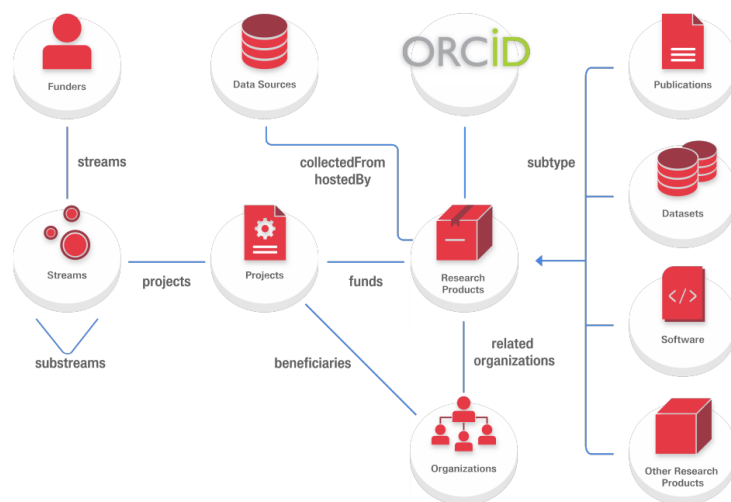 Funders
Data Sources
ORCiD
Publications
streams
collectedFrom
hostedBy
subtype
Datasets
Streams
projects
Projects
funds
Research
Products
substreams
beneficiaries
related
organizations
</>
Software
Organizations
Other Research
Products